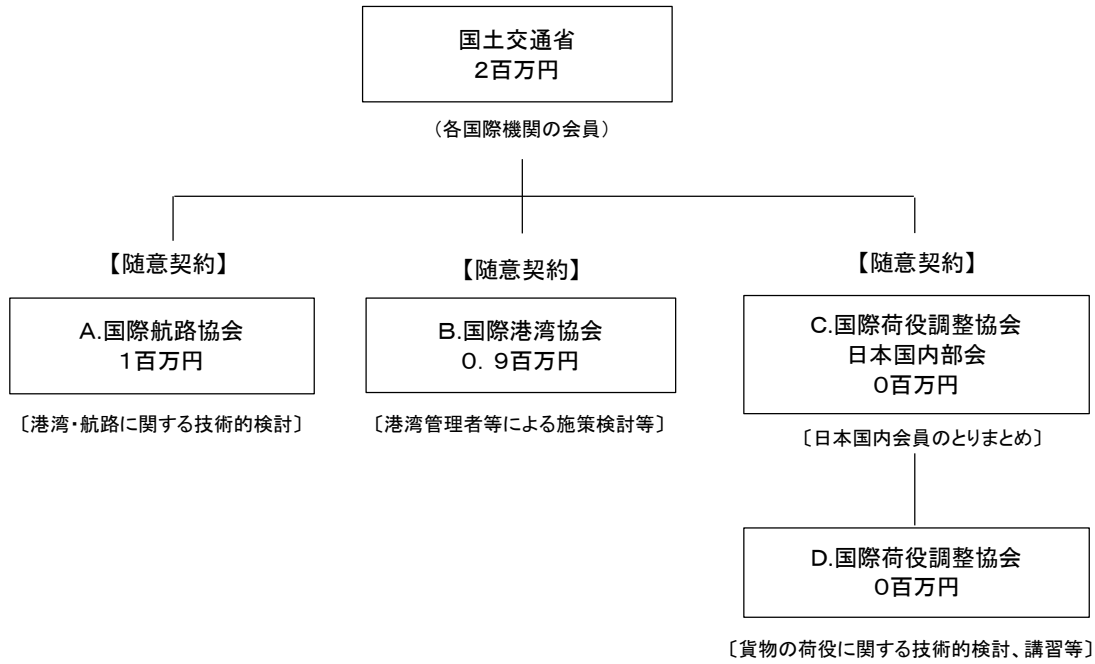 国土交通省
2百万円
(各国際機関の会員)
【随意契約】
【随意契約】
【随意契約】
A.国際航路協会
1百万円
B.国際港湾協会
0．9百万円
C.国際荷役調整協会
日本国内部会
0百万円
〔港湾・航路に関する技術的検討〕
〔港湾管理者等による施策検討等〕
〔日本国内会員のとりまとめ〕
D.国際荷役調整協会
0百万円
〔貨物の荷役に関する技術的検討、講習等〕